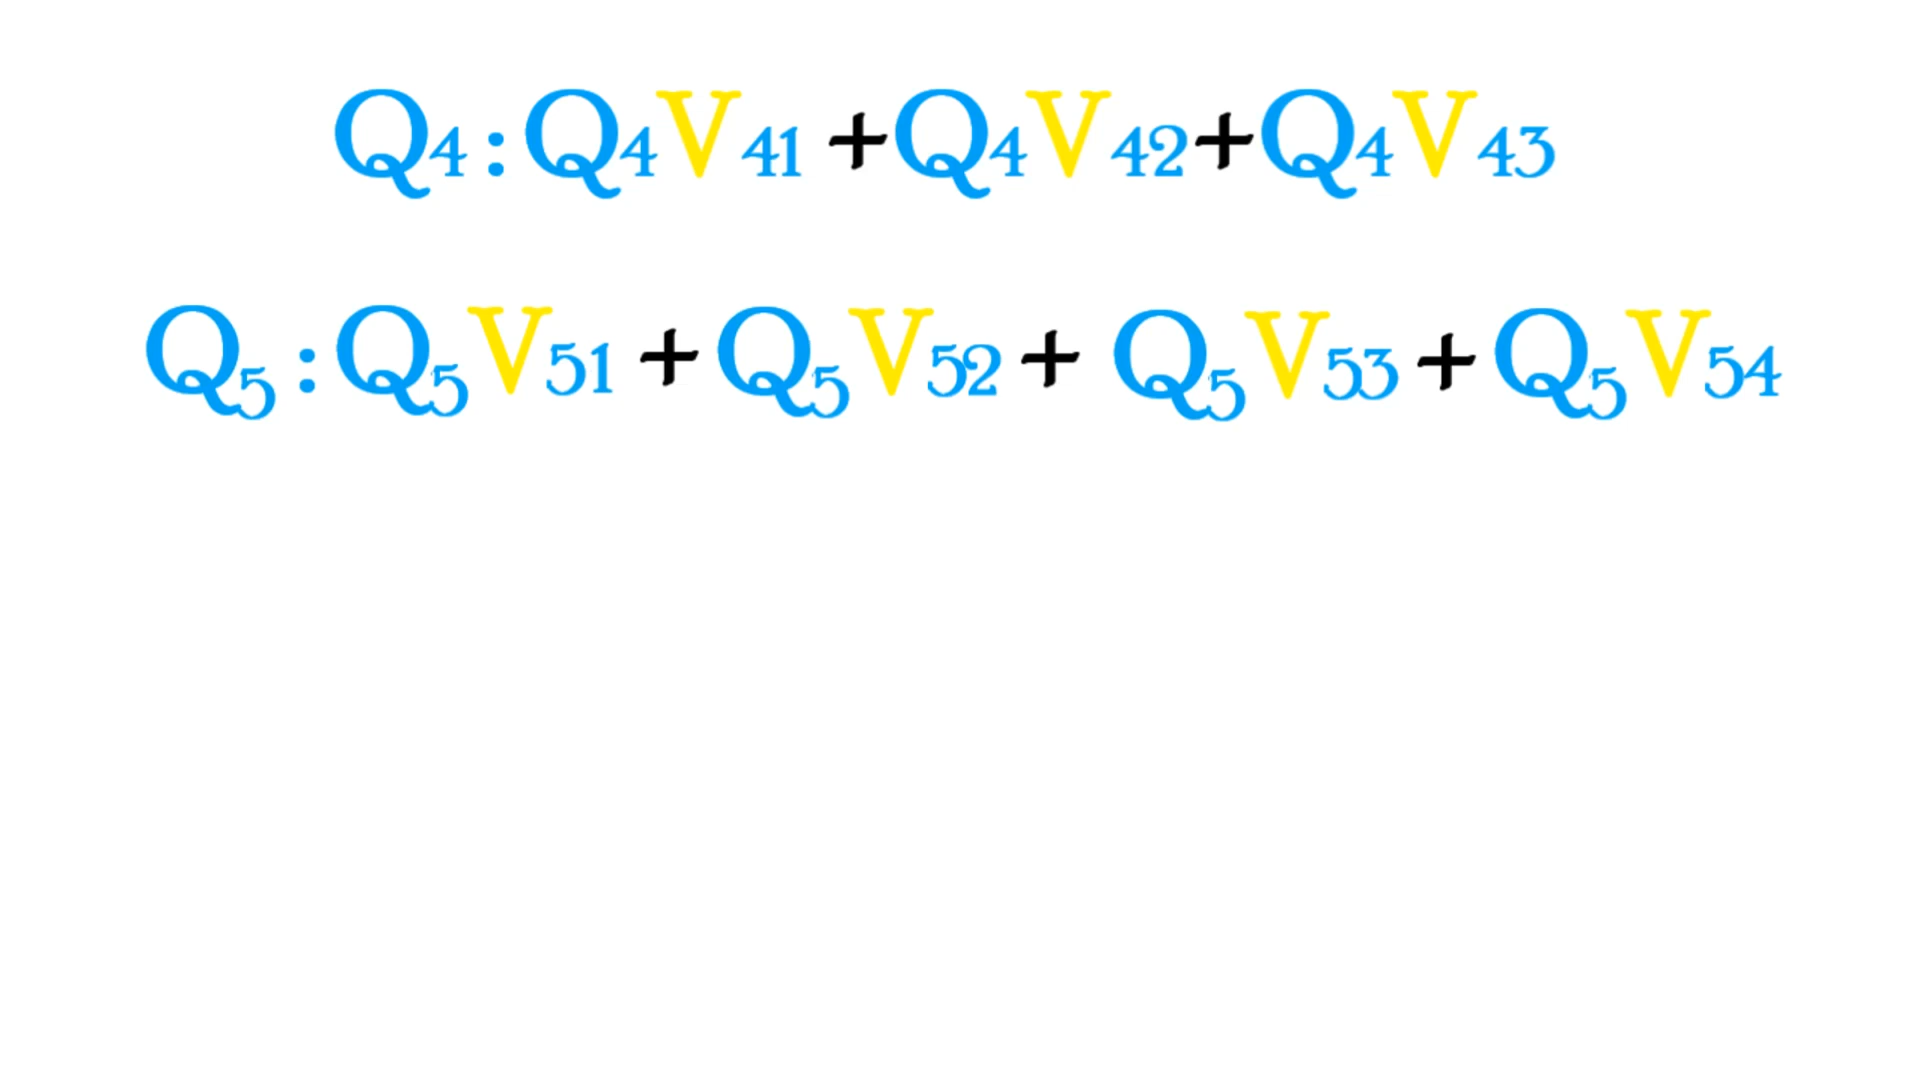 Q4 : Q4V41 + Q4V42 + Q4V43
Q5 : Q5V51 + Q5V52 + Q5V53 + Q5V54